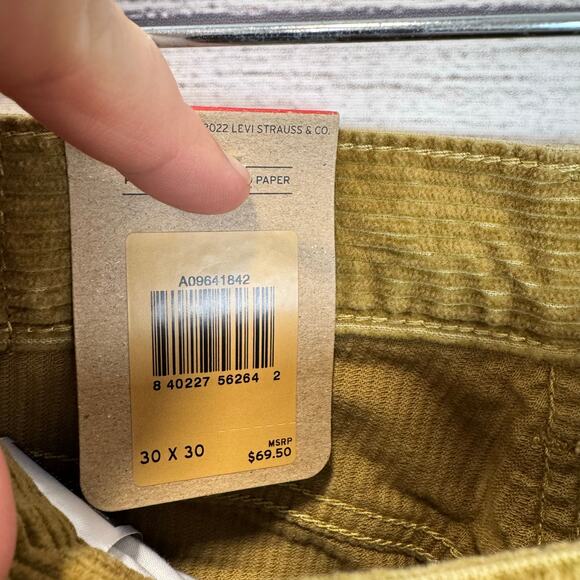 2022 LEVI STRAUSS & CO.
PAPER
A09641842
8 40227 56264 2
30 X 30
MSRP
$69.50